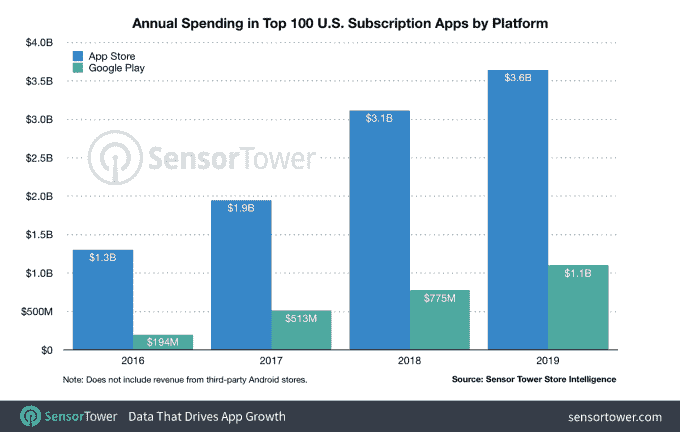 Annual Spending in Top 100 U.S. Subscription Apps by Platform
$4.0B
App Store
Google Play
$3.5B
$3.6B
$3.0B
$3.1B
SensorTower
$2.5B
$2.0B
$1.9B
$1.5B
$1.3B
$1.0B
$1.1B
$775M
$500M
$513M
$194M
$0
2016 2017 2018 2019
Note: Does not include revenue from third-party Android stores. Source: Sensor Tower Store Intelligence
SensorTower Data That Drives App Growth sensortower.com